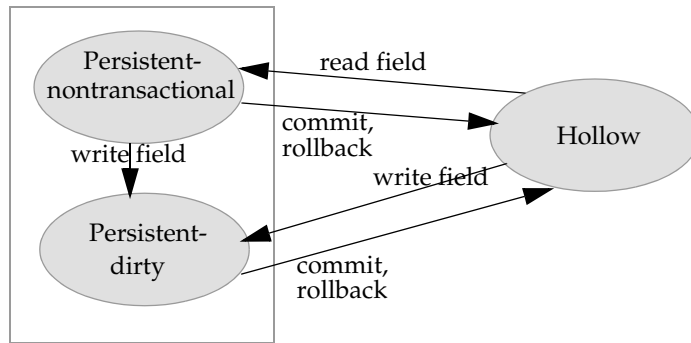 Persistent-
nontransactional
read field
commit,
rollback
Hollow
write field
write field
Persistent-
dirty
commit,
rollback